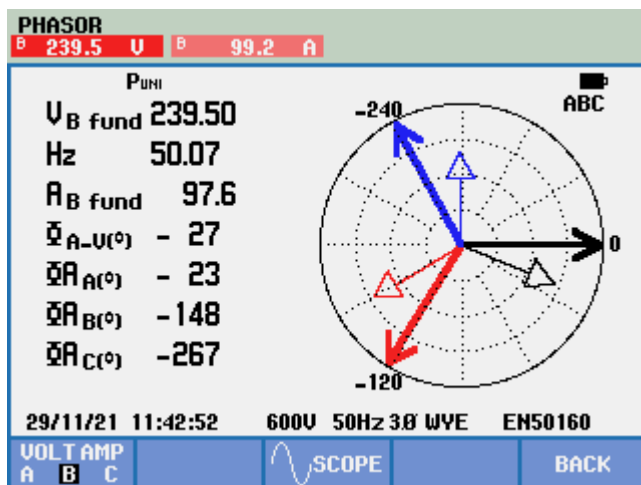 PHASOR
B 239.5 V B 99.2 A
PUNI
VB fund 239.50
Hz 50.07
AB fund 97.6
ΦA-V(°) - 27
ΦAA(°) - 23
ΦAB(°) -148
ΦAC(°) -267
ABC
-240
0
-120
29/11/21 11:42:52 600V 50Hz 3.Ø WYE EN50160
VOLT AMP
A B C
SCOPE
BACK